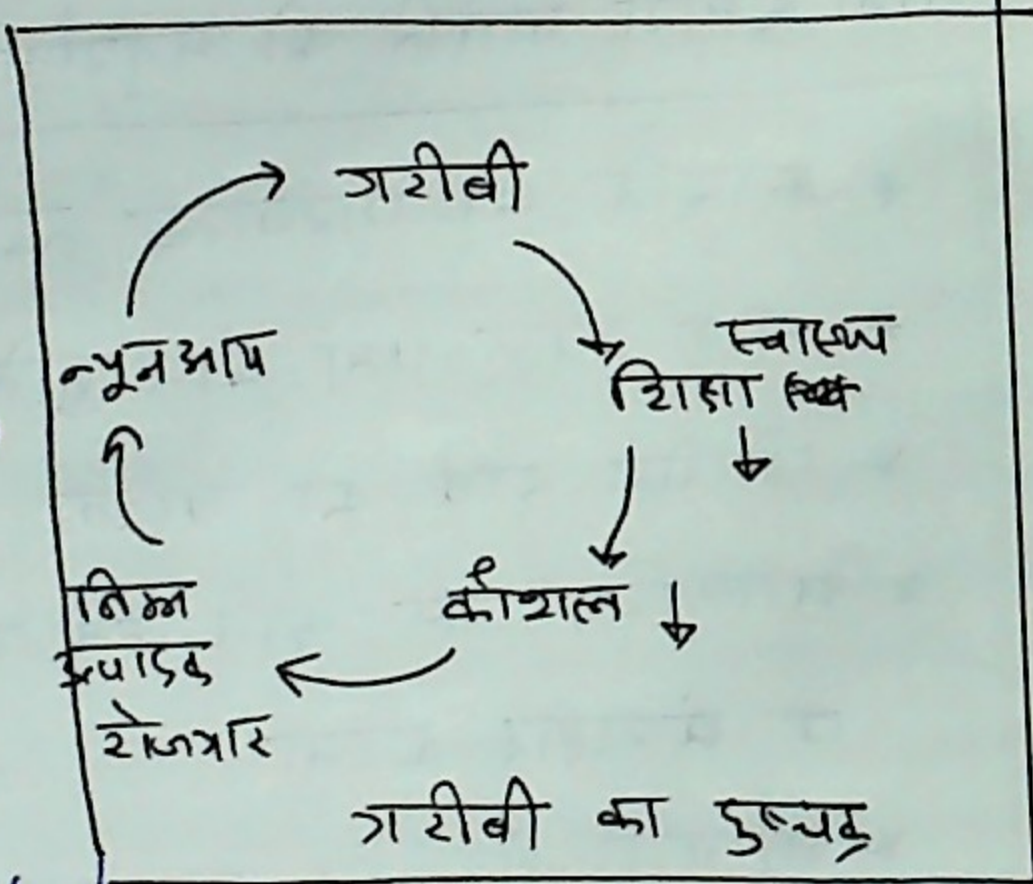 गरीबी
स्वास्थ्य
शिक्षा
न्यून आय
कौशल
निम्न
उत्पादक
रोजगार
गरीबी का दुष्चक्र